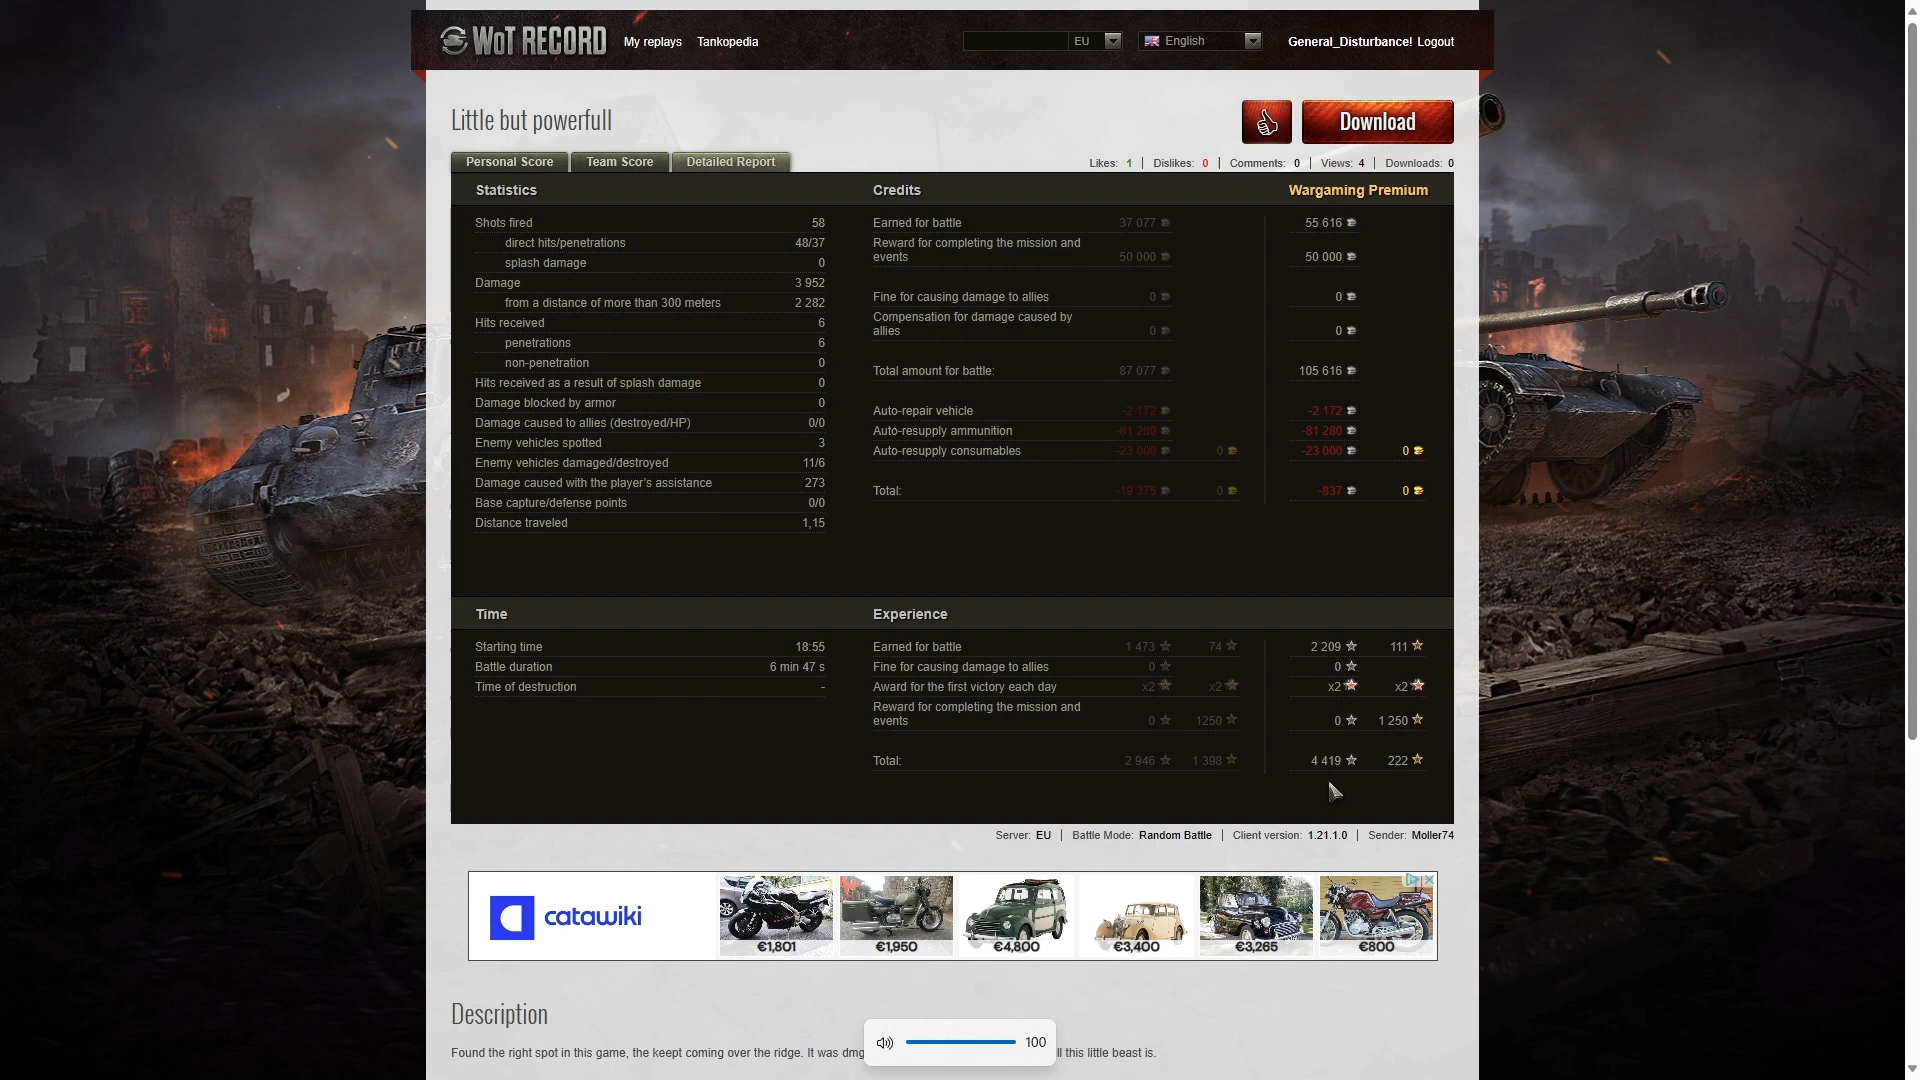 WOT RECORD My replays Tankopedia EU English General_Disturbance! Logout
Little but powerfull
Download
Personal Score Team Score Detailed Report
Likes: 1 | Dislikes: 0 | Comments: 0 | Views: 4 | Downloads: 0
Statistics Credits Wargaming Premium
Shots fired 58
direct hits/penetrations 48/37
splash damage 0
Damage 3 952
from a distance of more than 300 meters 2 282
Hits received 6
penetrations 6
non-penetration 0
Hits received as a result of splash damage 0
Damage blocked by armor 0
Damage caused to allies (destroyed/HP) 0/0
Enemy vehicles spotted 3
Enemy vehicles damaged/destroyed 11/6
Damage caused with the player's assistance 273
Base capture/defense points 0/0
Distance traveled 1,15
Earned for battle 37 077 55 616
Reward for completing the mission and
events 50 000 50 000
Fine for causing damage to allies 0 0
Compensation for damage caused by
allies 0 0
Total amount for battle: 87 077 105 616
Auto-repair vehicle -2 172 -2 172
Auto-resupply ammunition -81 280 -81 280
Auto-resupply consumables -23 000 0 -23 000 0
Total: -19 375 0 -837 0
Time Experience
Starting time 18:55
Battle duration 6 min 47 s
Time of destruction -
Earned for battle 1 473 74 2 209 111
Fine for causing damage to allies 0 0
Award for the first victory each day x2 x2 x2 x2
Reward for completing the mission and
events 0 1250 0 1 250
Total: 2 946 1 398 4 419 222
Server: EU | Battle Mode: Random Battle | Client version: 1.21.1.0 | Sender: Moller74
catawiki
€1,801 €1,950 €4,800 €3,400 €3,265 €800
Description
Found the right spot in this game, the keept coming over the ridge. It was dmg ll this little beast is.
100